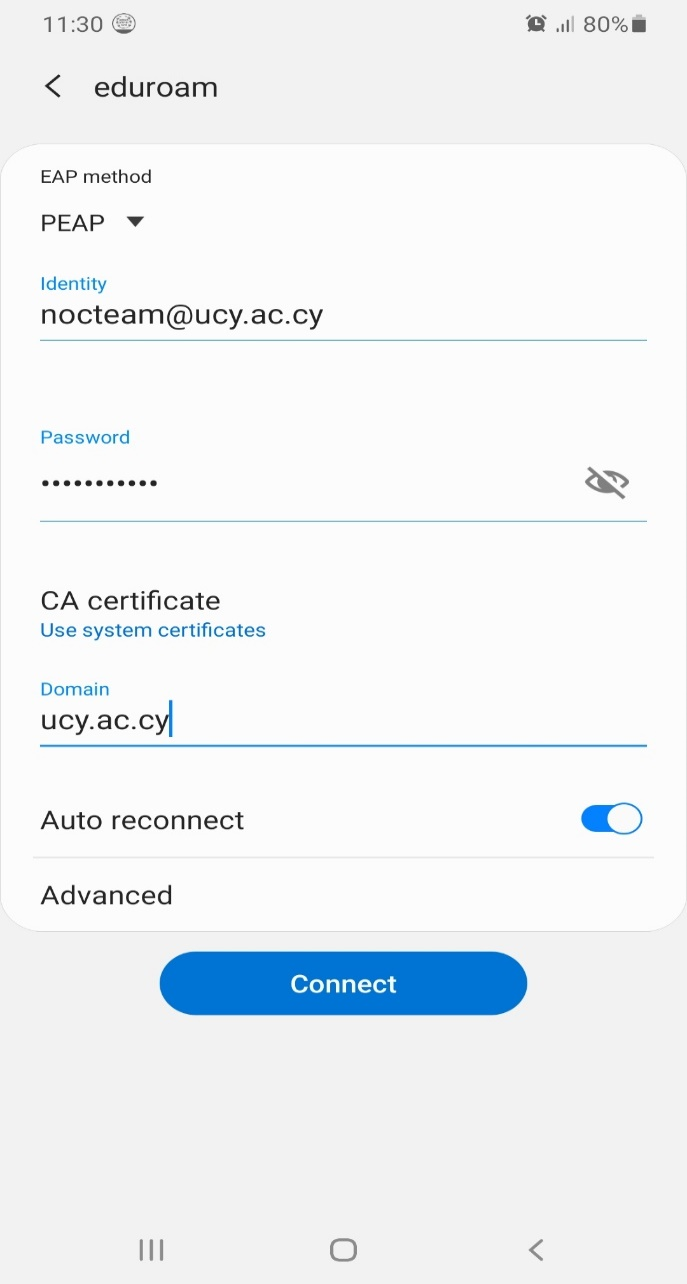 11:30 80%
eduroam
EAP method
PEAP
Identity
nocteam@ucy.ac.cy
Password
•••••••••••
CA certificate
Use system certificates
Domain
ucy.ac.cy
Auto reconnect
Advanced
Connect